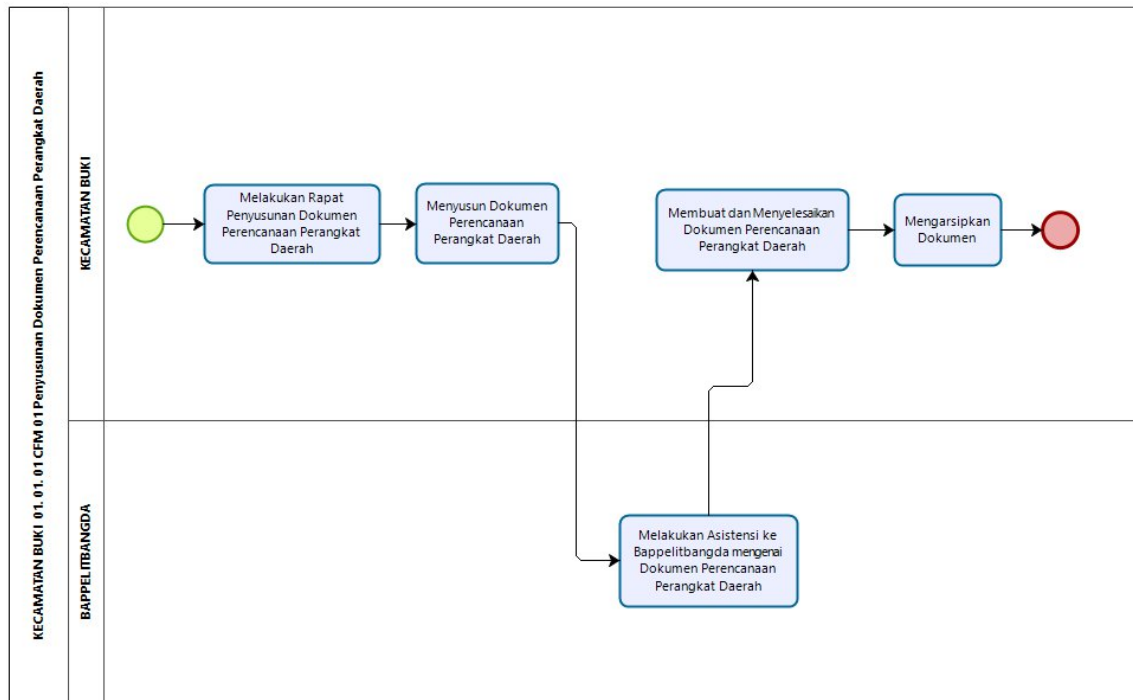 KECAMATAN BUKI 01. 01. 01 CFM 01 Penyusunan Dokumen Perencanaan Perangkat Daerah
KECAMATAN BUKI
Melakukan Rapat
Penyusunan Dokumen
Perencanaan Perangkat
Daerah
Menyusun Dokumen
Perencanaan
Perangkat Daerah
Membuat dan Menyelesaikan
Dokumen Perencanaan
Perangkat Daerah
Mengarsipkan
Dokumen
BAPPELITBANGDA
Melakukan Asistensi ke
Bappelitbangda mengenai
Dokumen Perencanaan
Perangkat Daerah